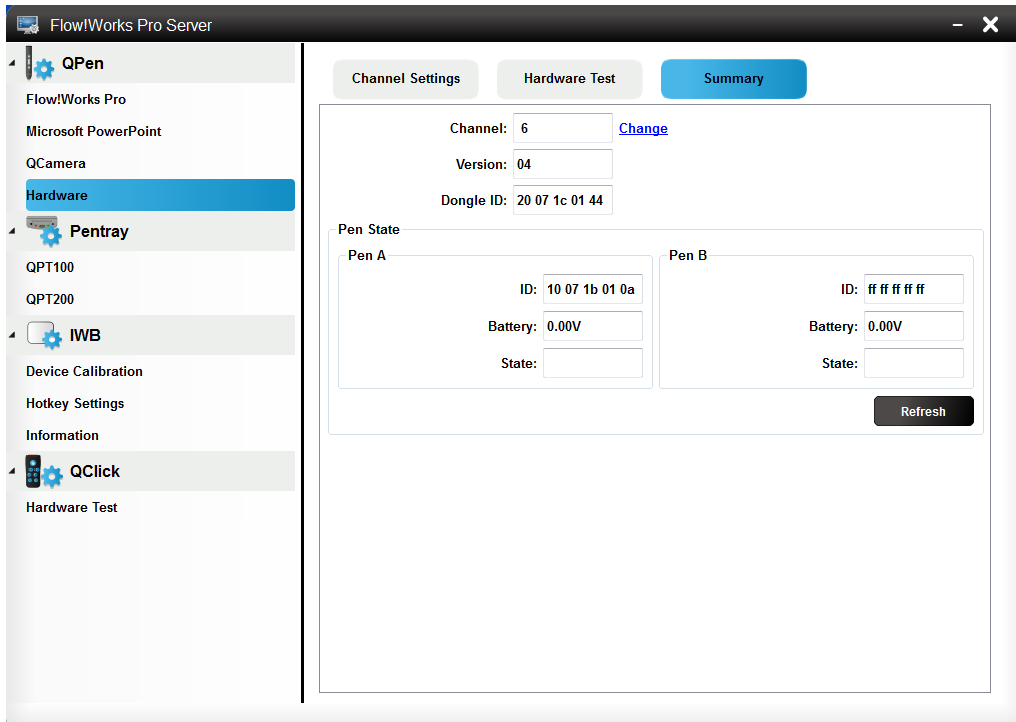 Flow!Works Pro Server
QPen
Flow!Works Pro
Microsoft PowerPoint
QCamera
Hardware
Pentray
QPT100
QPT200
IWB
Device Calibration
Hotkey Settings
Information
QClick
Hardware Test
Channel Settings
Hardware Test
Summary
Channel: 6 Change
Version: 04
Dongle ID: 20 07 1c 01 44
Pen State
Pen A
ID: 10 07 1b 01 0a
Battery: 0.00V
State:
Pen B
ID: ff ff ff ff ff
Battery: 0.00V
State:
Refresh